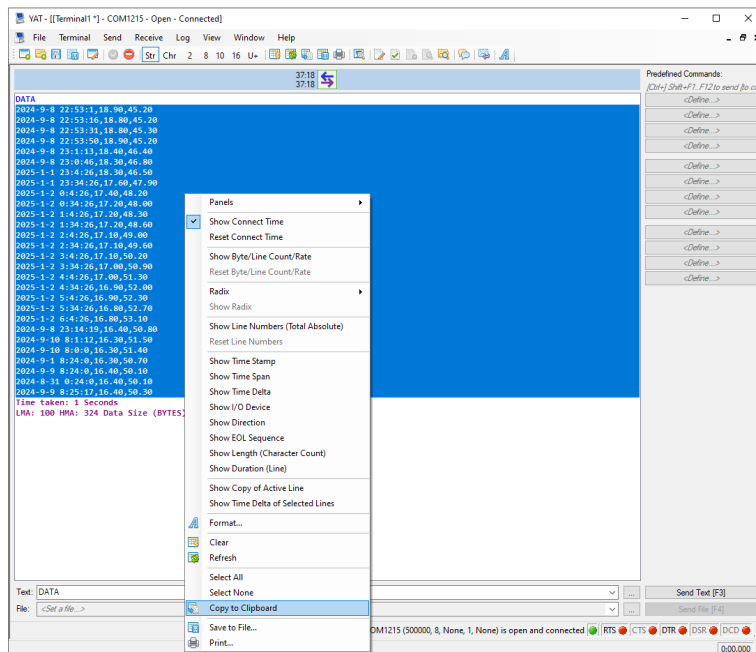 YAT - [[Terminal1 *] - COM1215 - Open - Connected]
File Terminal Send Receive Log View Window Help
Str Chr 2 8 10 16 U+
37:18
37:18
Predefined Commands:
[Ctrl+] Shift+F1..F12 to send [to c
DATA
2024-9-8 22:53:1,18.90,45.20
2024-9-8 22:53:16,18.80,45.20
2024-9-8 22:53:31,18.80,45.30
2024-9-8 22:53:50,18.90,45.20
2024-9-8 23:1:13,18.40,46.40
2024-9-8 23:0:46,18.30,46.80
2025-1-1 23:4:26,18.30,46.50
2025-1-1 23:34:26,17.60,47.90
2025-1-2 0:4:26,17.40,48.20
2025-1-2 0:34:26,17.20,48.00
2025-1-2 1:4:26,17.20,48.30
2025-1-2 1:34:26,17.20,48.60
2025-1-2 2:4:26,17.10,49.00
2025-1-2 2:34:26,17.10,49.60
2025-1-2 3:4:26,17.10,50.20
2025-1-2 3:34:26,17.00,50.90
2025-1-2 4:4:26,17.00,51.30
2025-1-2 4:34:26,16.90,52.00
2025-1-2 5:4:26,16.90,52.30
2025-1-2 5:34:26,16.80,52.70
2025-1-2 6:4:26,16.80,53.10
2024-9-8 23:14:19,16.40,50.80
2024-9-10 8:1:12,16.30,51.50
2024-9-10 8:0:0,16.30,51.40
2024-9-1 8:24:0,16.30,50.70
2024-9-9 8:24:0,16.40,50.10
2024-8-31 0:24:0,16.40,50.10
2024-9-9 8:25:17,16.40,50.30
Time taken: 1 Seconds
LMA: 100 HMA: 324 Data Size (BYTES)
Panels
Show Connect Time
Reset Connect Time
Show Byte/Line Count/Rate
Reset Byte/Line Count/Rate
Radix
Show Radix
Show Line Numbers (Total Absolute)
Reset Line Numbers
Show Time Stamp
Show Time Span
Show Time Delta
Show I/O Device
Show Direction
Show EOL Sequence
Show Length (Character Count)
Show Duration (Line)
Show Copy of Active Line
Show Time Delta of Selected Lines
Format...
Clear
Refresh
Select All
Select None
Copy to Clipboard
Save to File...
Print...
<Define...>
<Define...>
<Define...>
<Define...>
<Define...>
<Define...>
<Define...>
<Define...>
<Define...>
<Define...>
<Define...>
<Define...>
Text: DATA ... Send Text [F3]
File: <Set a file...> ... Send File [F4]
OM1215 (500000, 8, None, 1, None) is open and connected RTS CTS DTR DSR DCD
0:00.000